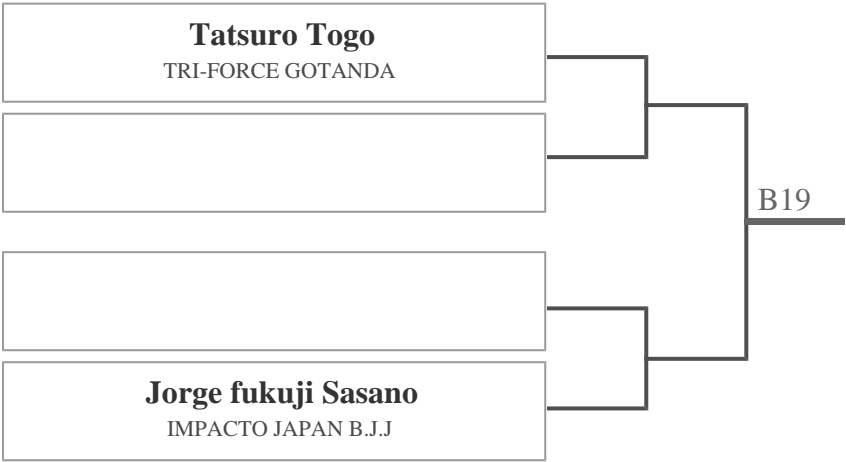 Tatsuro Togo
TRI-FORCE GOTANDA
B19
Jorge fukuji Sasano
IMPACTO JAPAN B.J.J